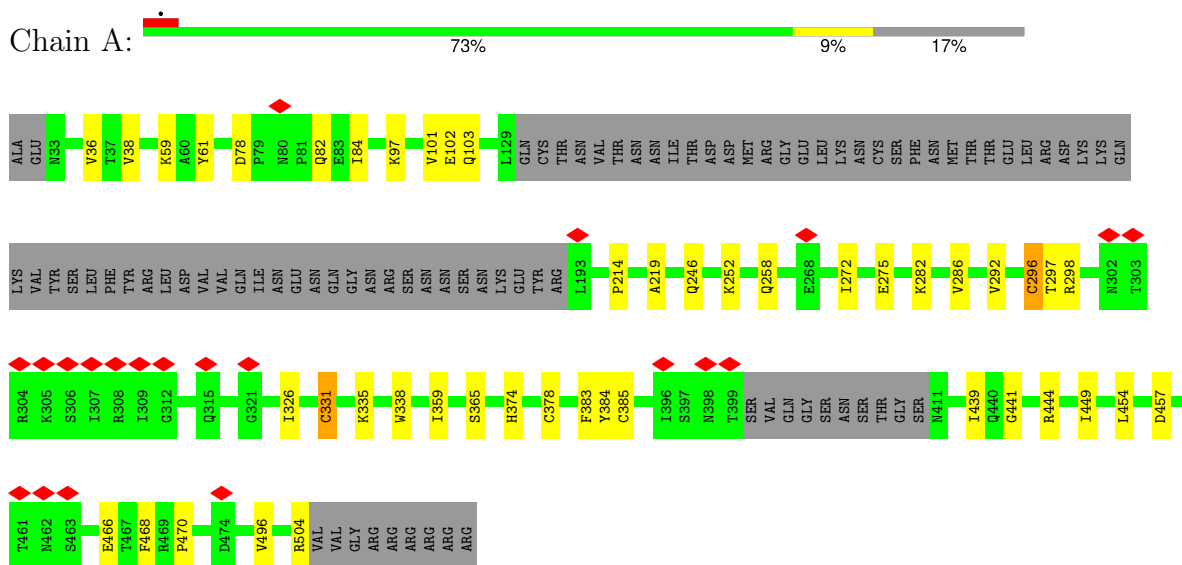 Chain A:
73% 9% 17%
ALA GLU N33 V36 T37 V38 K59 A60 Y61 D78 P79 N80 P81 Q82 E83 I84 K97 V101 E102 Q103 L129 GLN CYS THR ASN VAL THR ASN ASN ILE THR ASP ASP MET ARG GLY GLU LEU LYS ASN CYS SER PHE ASN MET THR THR GLU LEU ARG ASP LYS LYS GLN
LYS VAL TYR SER LEU PHE TYR ARG LEU ASP VAL VAL GLN ILE ASN GLU ASN GLN GLY ASN ARG SER ASN ASN SER ASN LYS GLU TYR ARG L193 P214 A219 Q246 K252 Q258 E268 I272 E275 K282 V286 V292 C296 T297 R298 N302 T303
R304 K305 S306 I307 R308 I309 G312 Q315 G321 I326 C331 K335 W338 I359 S365 H374 C378 F383 Y384 C385 I396 S397 N398 T399 SER VAL GLN GLY SER ASN SER THR GLY SER N411 I439 Q440 G441 R444 I449 L454 D457
T461 N462 S463 E466 T467 F468 R469 P470 D474 V496 R504 VAL VAL GLY ARG ARG ARG ARG ARG ARG